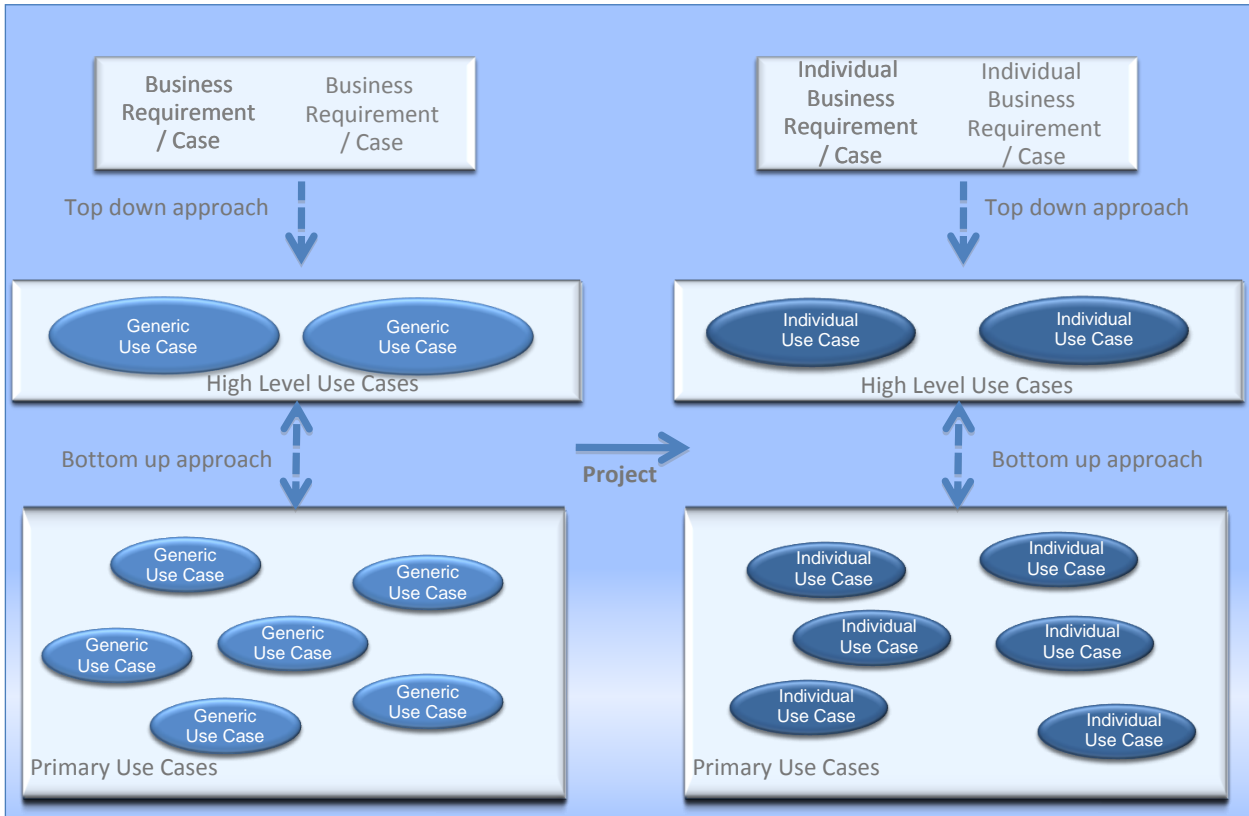 Business
Requirement
/ Case
Business
Requirement
/ Case
Top down approach
Generic
Use Case
Generic
Use Case
High Level Use Cases
Bottom up approach
Generic
Use Case
Generic
Use Case
Generic
Use Case
Generic
Use Case
Generic
Use Case
Generic
Use Case
Primary Use Cases
Project
Individual
Business
Requirement
/ Case
Individual
Business
Requirement
/ Case
Top down approach
Individual
Use Case
Individual
Use Case
High Level Use Cases
Bottom up approach
Individual
Use Case
Individual
Use Case
Individual
Use Case
Individual
Use Case
Individual
Use Case
Individual
Use Case
Primary Use Cases